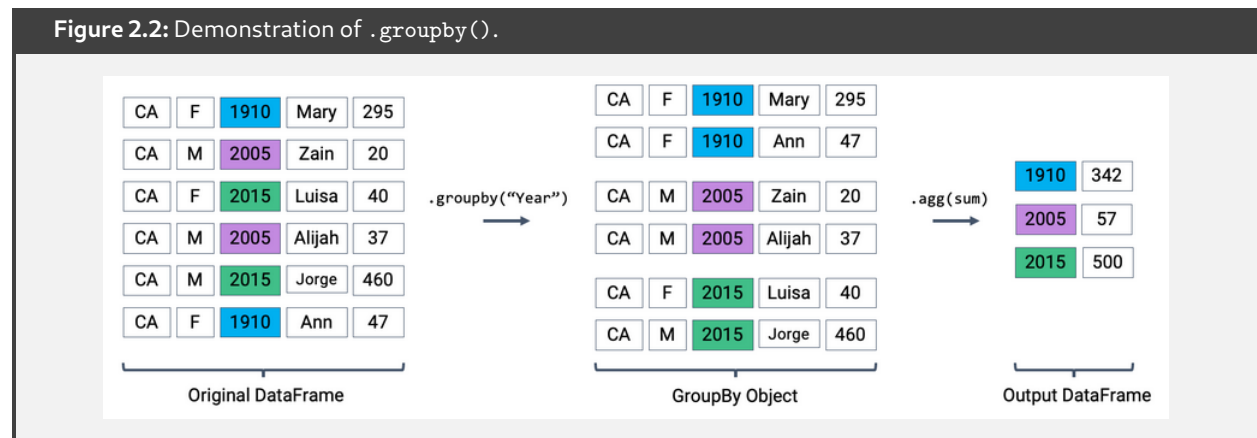 Figure 2.2: Demonstration of .groupby().
CA F 1910 Mary 295
CA M 2005 Zain 20
CA F 2015 Luisa 40
CA M 2005 Alijah 37
CA M 2015 Jorge 460
CA F 1910 Ann 47
Original DataFrame
.groupby(“Year”)
CA F 1910 Mary 295
CA F 1910 Ann 47
CA M 2005 Zain 20
CA M 2005 Alijah 37
CA F 2015 Luisa 40
CA M 2015 Jorge 460
GroupBy Object
.agg(sum)
1910 342
2005 57
2015 500
Output DataFrame